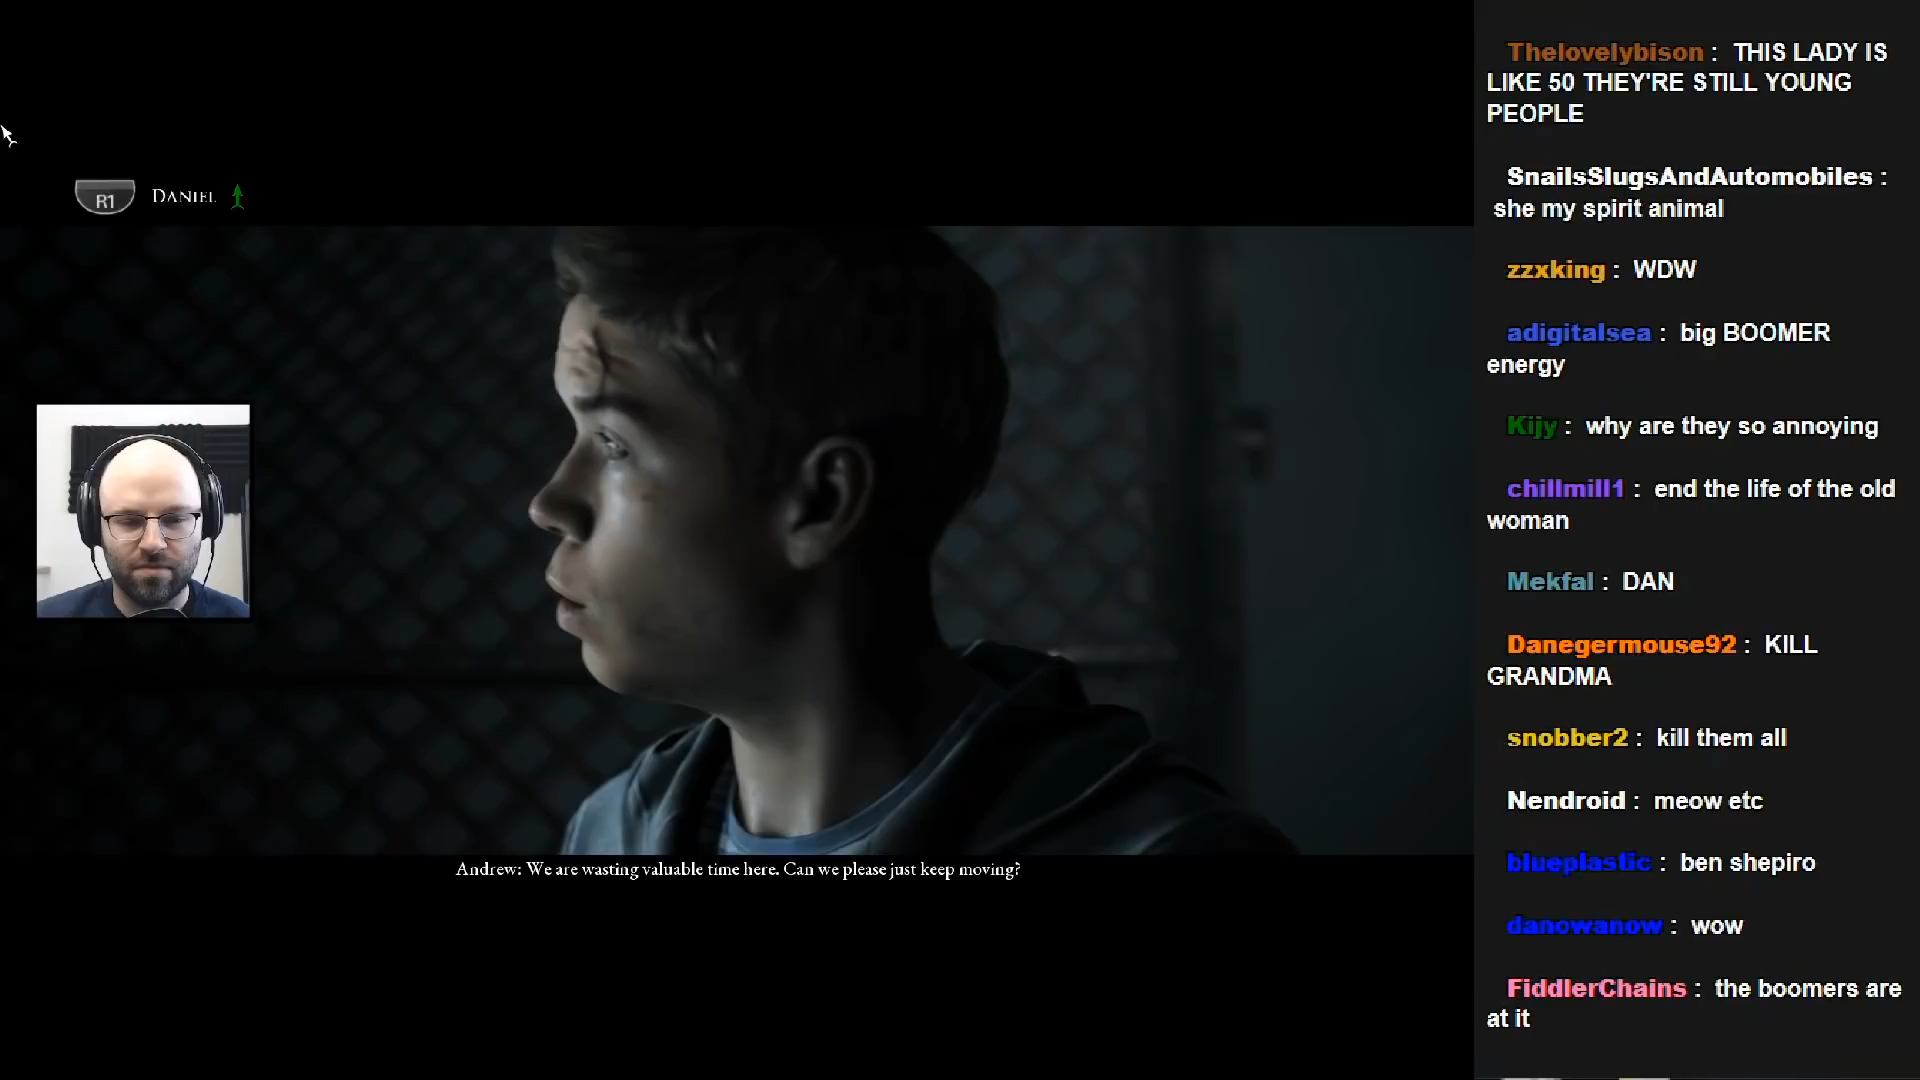 R1 DANIEL
Andrew: We are wasting valuable time here. Can we please just keep moving?
Thelovelybison : THIS LADY IS
LIKE 50 THEY'RE STILL YOUNG
PEOPLE
SnailsSlugsAndAutomobiles :
she my spirit animal
zzxking : WDW
adigitalsea : big BOOMER
energy
Kijy : why are they so annoying
chillmill1 : end the life of the old
woman
Mekfal : DAN
Danegermouse92 : KILL
GRANDMA
snobber2 : kill them all
Nendroid : meow etc
blueplastic : ben shepiro
danowanow : wow
FiddlerChains : the boomers are
at it